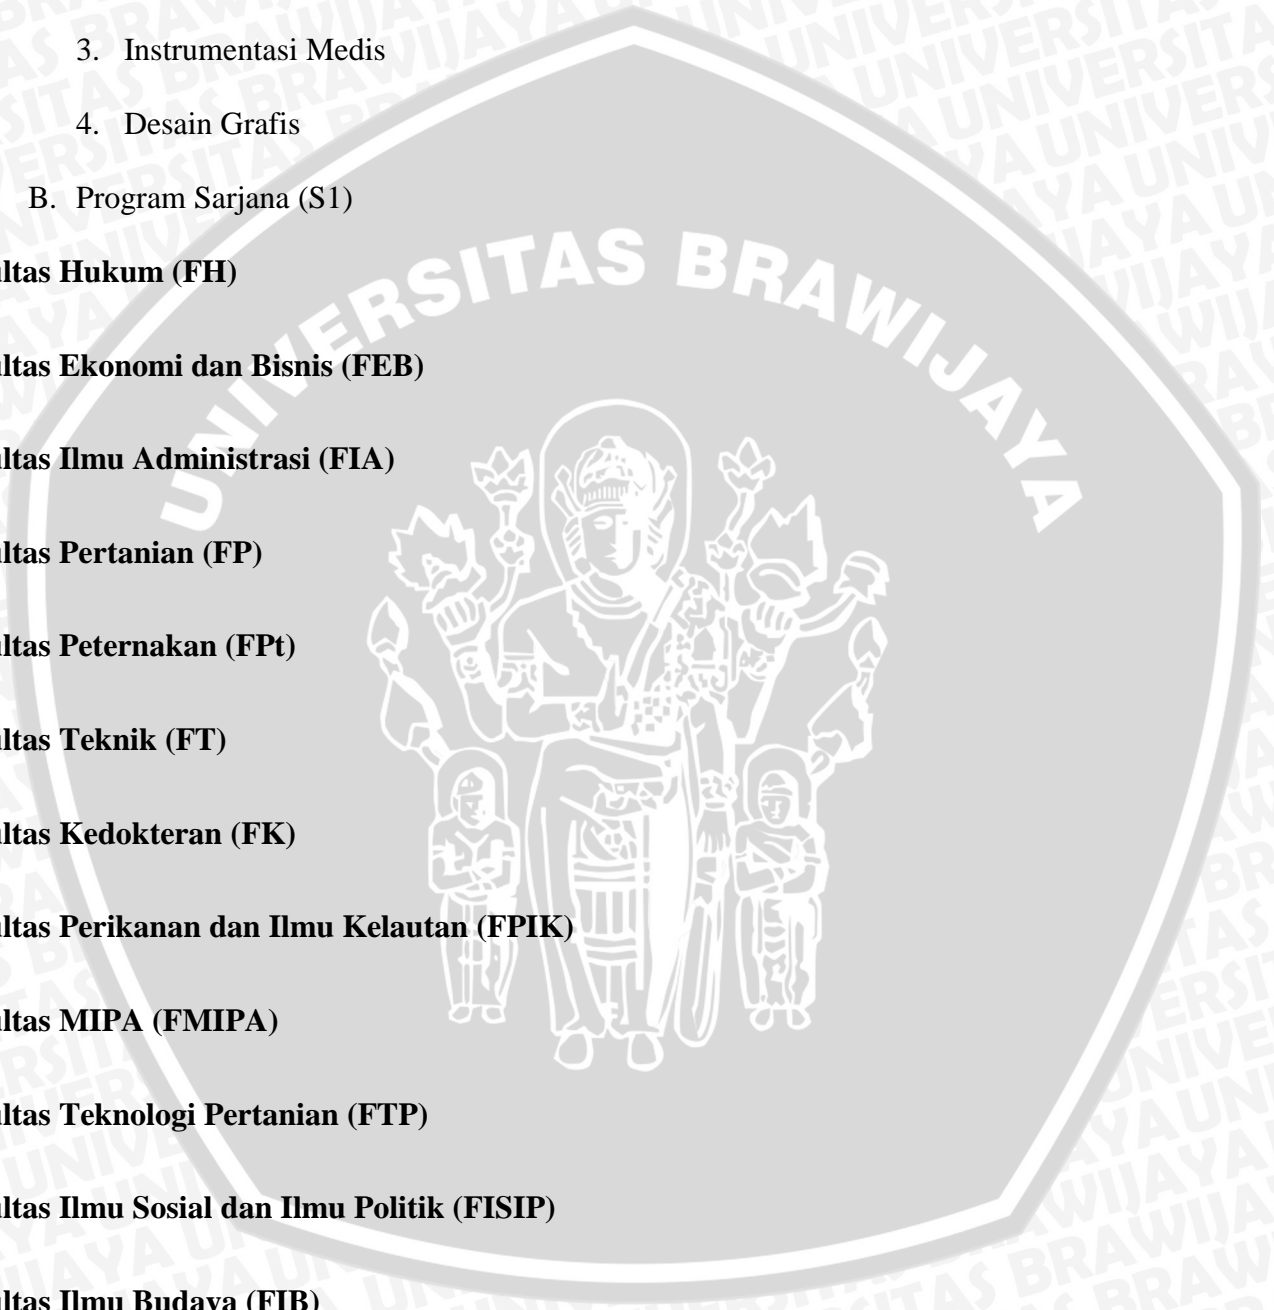 3. Instrumentasi Medis
4. Desain Grafis
B. Program Sarjana (S1)
ltas Hukum (FH)
UNIVERSITAS BRAWIJAYA
ltas Ekonomi dan Bisnis (FEB)
ltas Ilmu Administrasi (FIA)
ltas Pertanian (FP)
ltas Peternakan (FPt)
ltas Teknik (FT)
ltas Kedokteran (FK)
ltas Perikanan dan Ilmu Kelautan (FPIK)
ltas MIPA (FMIPA)
ltas Teknologi Pertanian (FTP)
ltas Ilmu Sosial dan Ilmu Politik (FISIP)
ltas Ilmu Budaya (FIB)